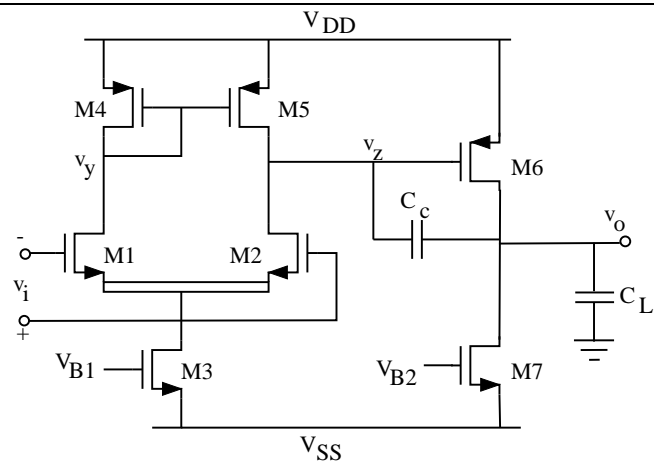 V DD
M4
M5
v y
v z
M6
C c
v o
-
M1
M2
v i
+
C L
V B1
M3
V B2
M7
V SS